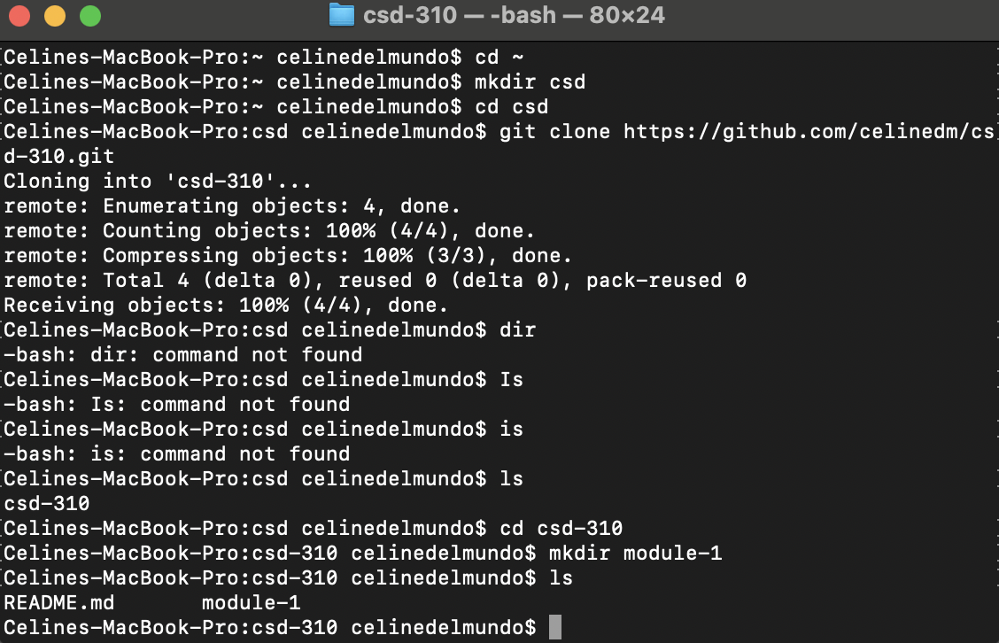 csd-310 — -bash — 80×24
Celines-MacBook-Pro:~ celinedelmundo$ cd ~
Celines-MacBook-Pro:~ celinedelmundo$ mkdir csd
Celines-MacBook-Pro:~ celinedelmundo$ cd csd
Celines-MacBook-Pro:csd celinedelmundo$ git clone https://github.com/celinedm/cs
d-310.git
Cloning into 'csd-310'...
remote: Enumerating objects: 4, done.
remote: Counting objects: 100% (4/4), done.
remote: Compressing objects: 100% (3/3), done.
remote: Total 4 (delta 0), reused 0 (delta 0), pack-reused 0
Receiving objects: 100% (4/4), done.
Celines-MacBook-Pro:csd celinedelmundo$ dir
-bash: dir: command not found
Celines-MacBook-Pro:csd celinedelmundo$ Is
-bash: Is: command not found
Celines-MacBook-Pro:csd celinedelmundo$ is
-bash: is: command not found
Celines-MacBook-Pro:csd celinedelmundo$ ls
csd-310
Celines-MacBook-Pro:csd celinedelmundo$ cd csd-310
Celines-MacBook-Pro:csd-310 celinedelmundo$ mkdir module-1
Celines-MacBook-Pro:csd-310 celinedelmundo$ ls
README.md       module-1
Celines-MacBook-Pro:csd-310 celinedelmundo$